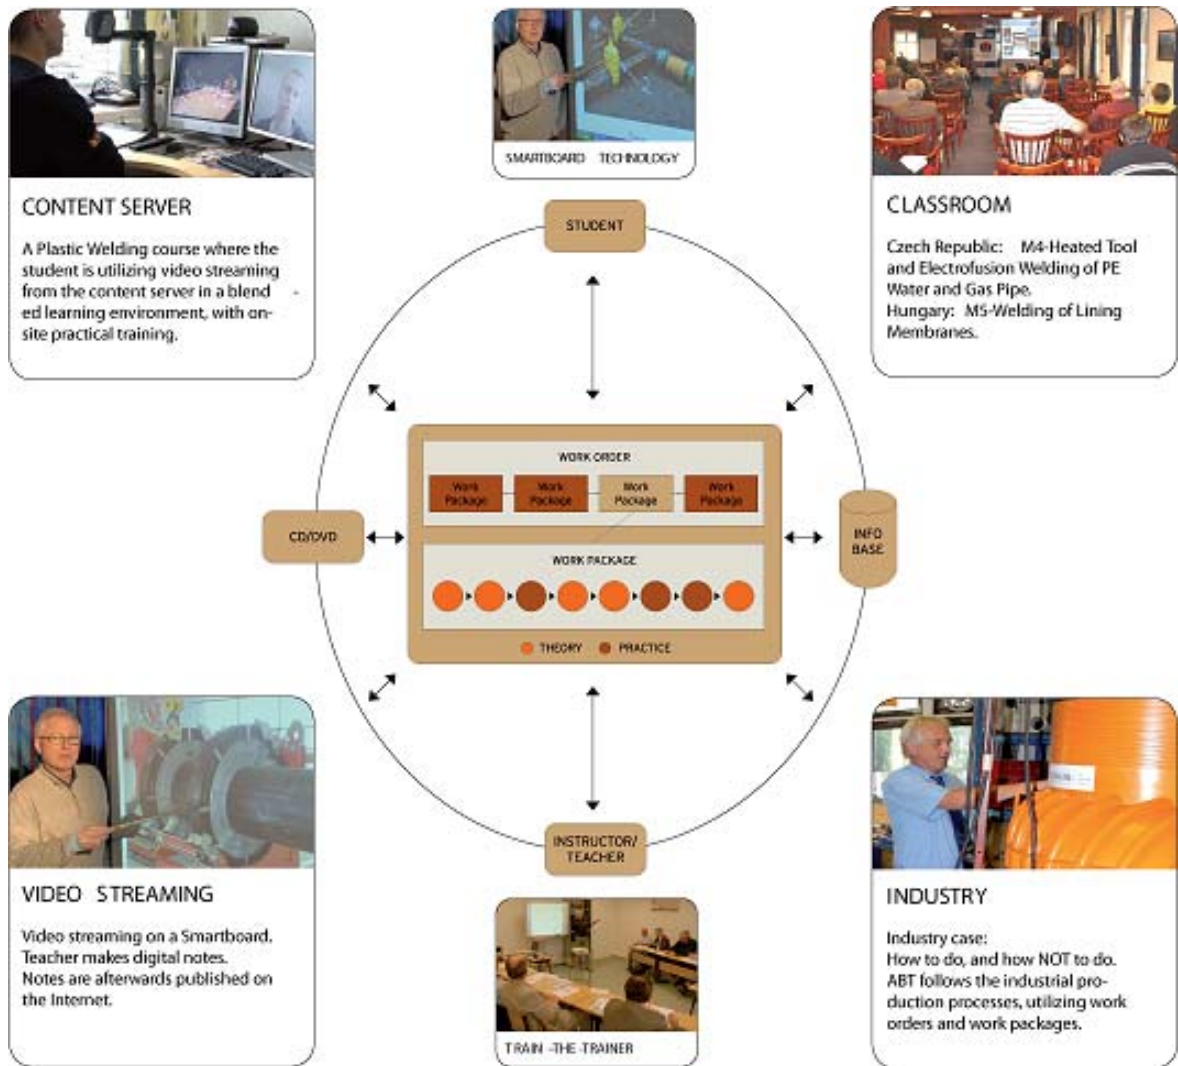 SMARTBOARD TECHNOLOGY
CONTENT SERVER
A Plastic Welding course where the
student is utilizing video streaming
from the content server in a blend -
ed learning environment, with on-
site practical training.
STUDENT
CLASSROOM
Czech Republic: M4-Heated Tool
and Electrofusion Welding of PE
Water and Gas Pipe.
Hungary: M5-Welding of Lining
Membranes.
WORK ORDER
Work
Package
Work
Package
Work
Package
Work
Package
CD/DVD
INFO
BASE
WORK PACKAGE
THEORY
PRACTICE
VIDEO STREAMING
Video streaming on a Smartboard.
Teacher makes digital notes.
Notes are afterwards published on
the Internet.
INSTRUCTOR/
TEACHER
TRAIN -THE -TRAINER
INDUSTRY
Industry case:
How to do, and how NOT to do.
ABT follows the industrial pro-
duction processes, utilizing work
orders and work packages.